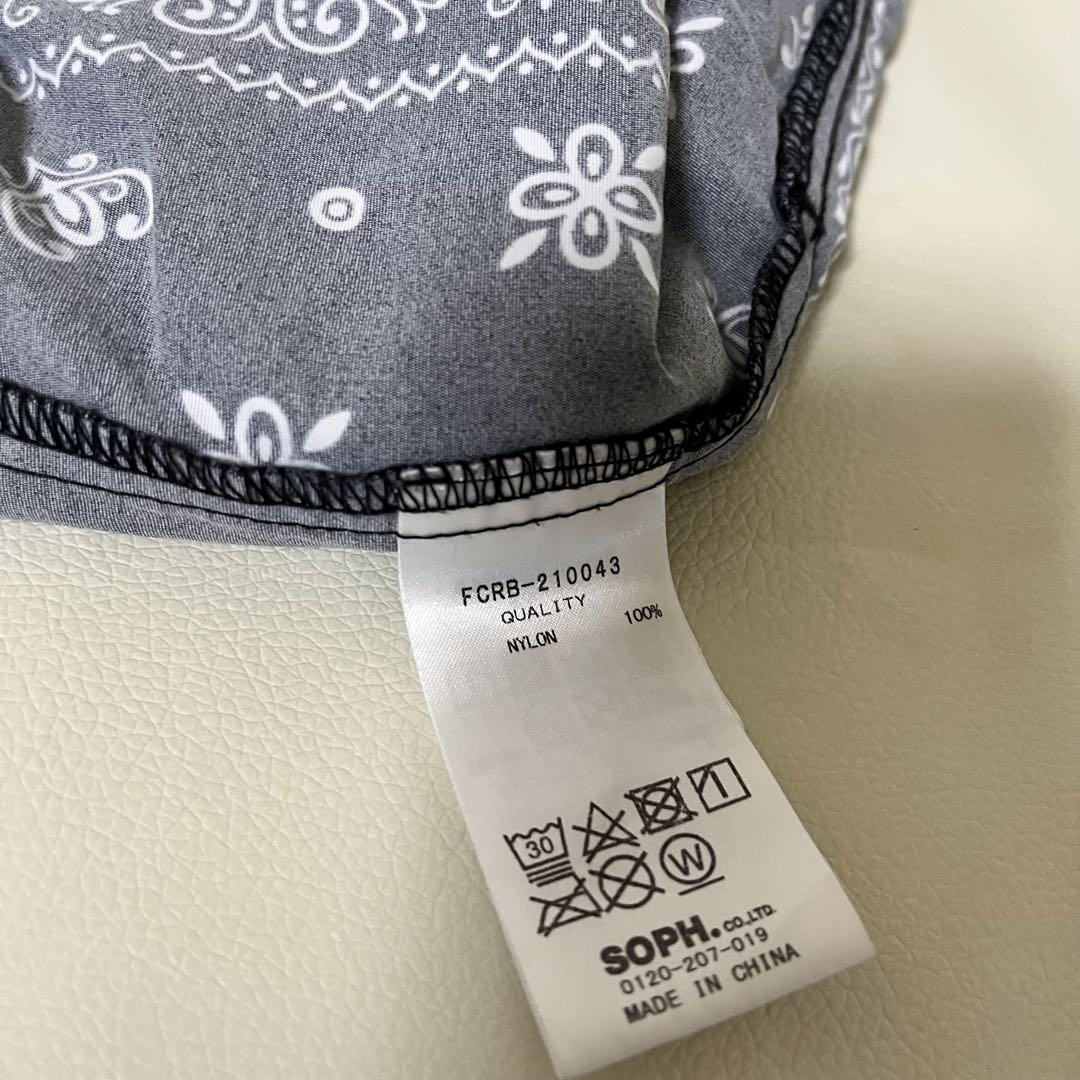 FCRB-210043
QUALITY
NYLON 100%
30
W
SOPH. CO.,LTD.
0120-207-019
MADE IN CHINA